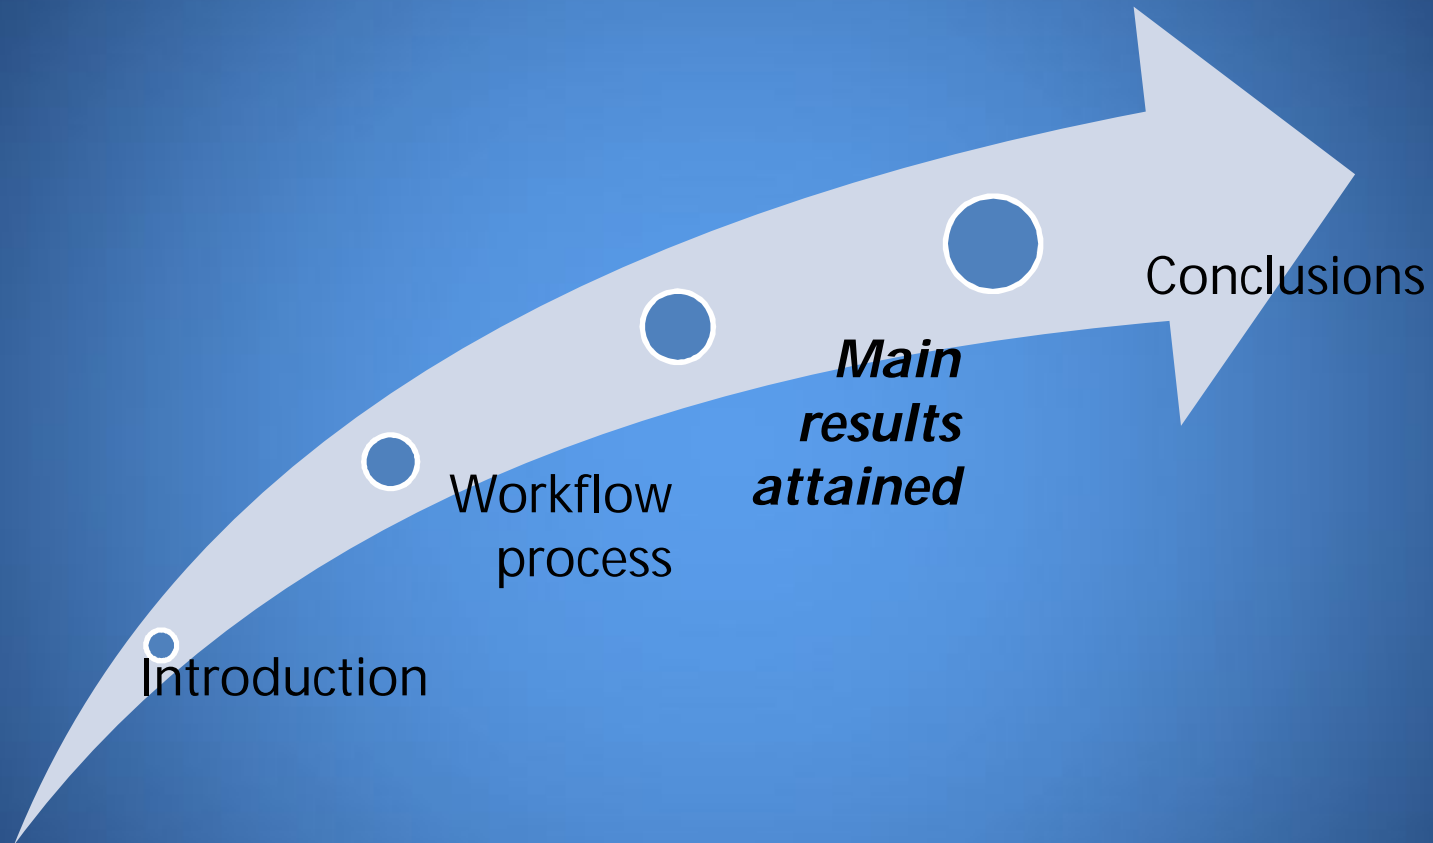 Introduction
Workflow
process
Main
results
attained
Conclusions